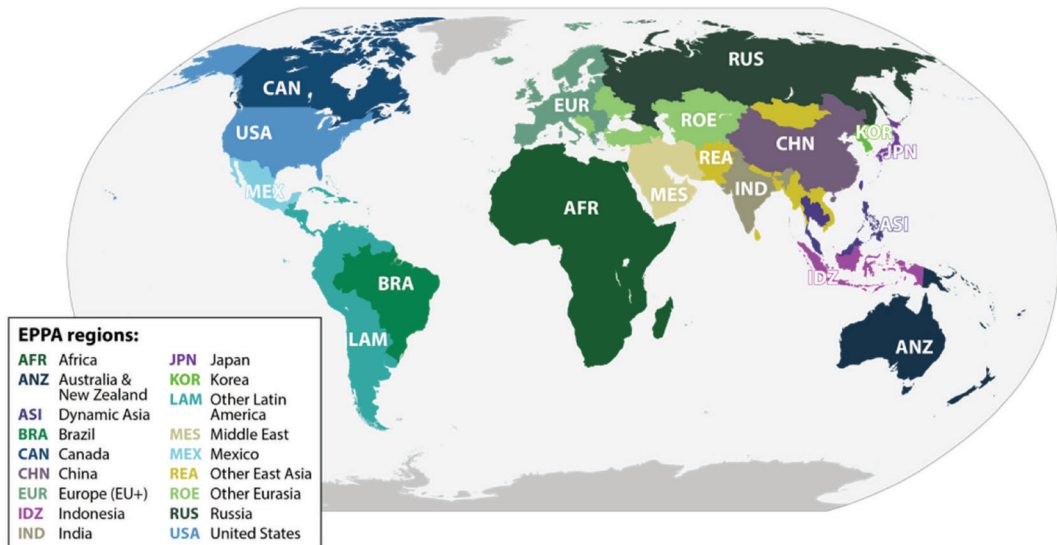 RUS
CAN
EUR
USA
ROE
KOR
CHN
JPN
REA
MEX
MES
IND
AFR
ASI
IDZ
BRA
LAM
ANZ
EPPA regions:
AFR Africa
ANZ Australia &
New Zealand
ASI Dynamic Asia
BRA Brazil
CAN Canada
CHN China
EUR Europe (EU+)
IDZ Indonesia
IND India
JPN Japan
KOR Korea
LAM Other Latin
America
MES Middle East
MEX Mexico
REA Other East Asia
ROE Other Eurasia
RUS Russia
USA United States